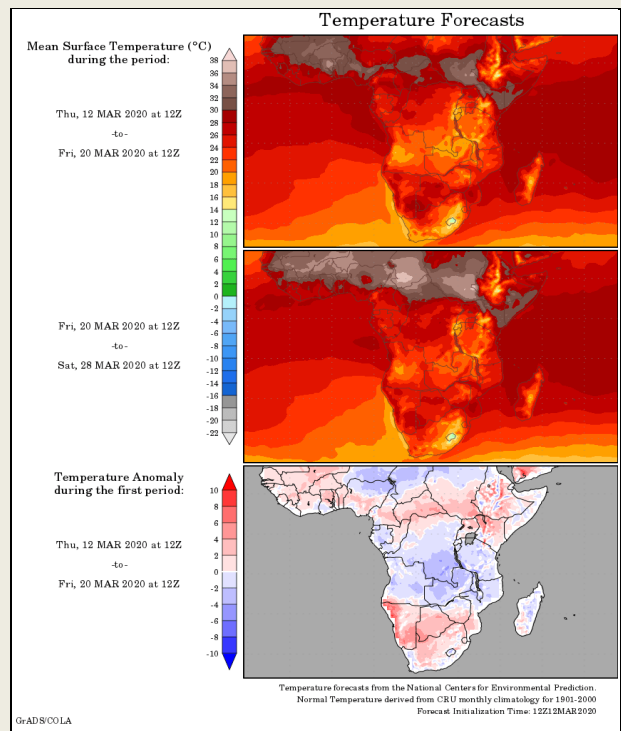 Temperature Forecasts
Mean Surface Temperature (°C)
during the period:
Thu, 12 MAR 2020 at 12Z
-to-
Fri, 20 MAR 2020 at 12Z
38
36
34
32
30
28
26
24
22
20
18
16
14
12
10
8
6
4
2
0
-2
-4
-6
-8
-10
-12
-14
-16
-18
-20
-22
Fri, 20 MAR 2020 at 12Z
-to-
Sat, 28 MAR 2020 at 12Z
Temperature Anomaly
during the first period:
Thu, 12 MAR 2020 at 12Z
-to-
Fri, 20 MAR 2020 at 12Z
10
8
6
4
2
0
-2
-4
-6
-8
-10
Temperature forecasts from the National Centers for Environmental Prediction.
Normal Temperature derived from CRU monthly climatology for 1901-2000
Forecast Initialization Time: 12Z12MAR2020
GrADS/COLA